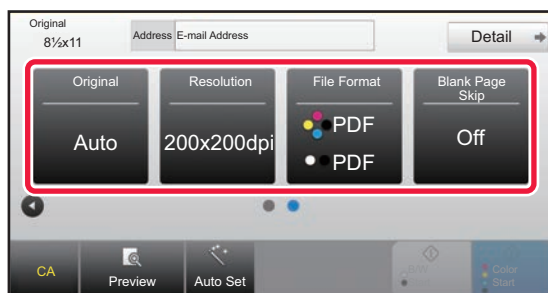 Original
8½x11
Address E-mail Address
Detail
Original
Resolution
File Format
Blank Page
Skip
Auto
200x200dpi
PDF
PDF
Off
CA
Preview
Auto Set
B/W
Start
Color
Start